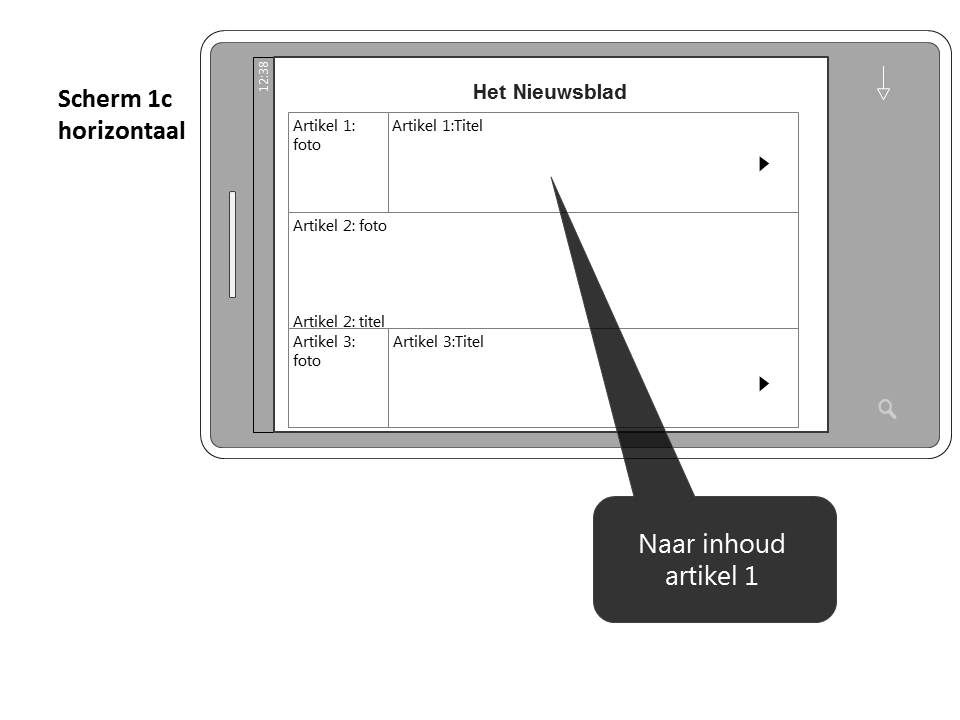 Scherm 1c
horizontaal
12:38
Het Nieuwsblad
Artikel 1:
foto
Artikel 1:Titel
Artikel 2: foto
Artikel 2: titel
Artikel 3:
foto
Artikel 3:Titel
Naar inhoud
artikel 1